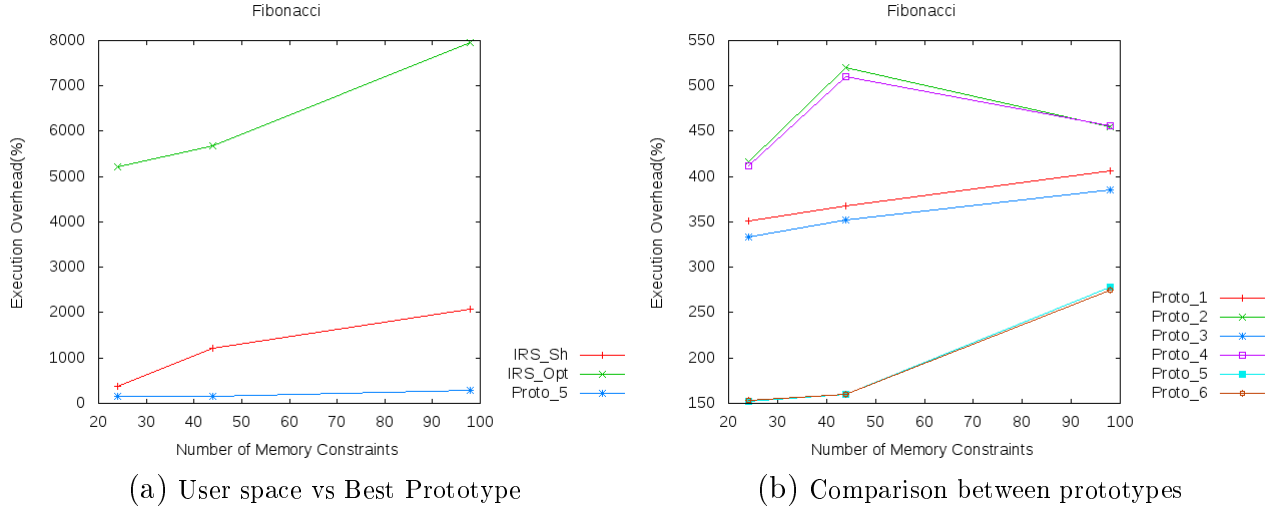 Fibonacci
8000
7000
6000
5000
4000
3000
2000
1000
0
Execution Overhead(%)
20 30 40 50 60 70 80 90 100
Number of Memory Constraints
IRS_Sh
IRS_Opt
Proto_5
(a) User space vs Best Prototype
Fibonacci
550
500
450
400
350
300
250
200
150
Execution Overhead(%)
20 30 40 50 60 70 80 90 100
Number of Memory Constraints
Proto_1
Proto_2
Proto_3
Proto_4
Proto_5
Proto_6
(b) Comparison between prototypes